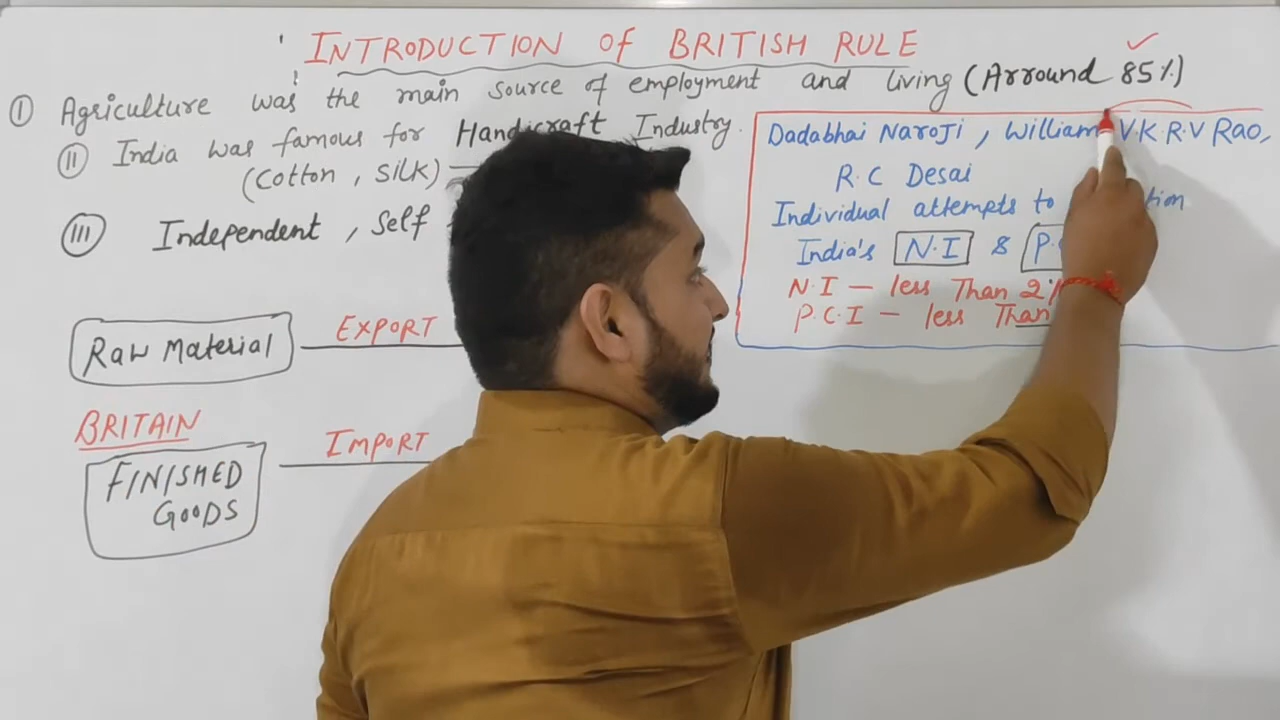 INTRODUCTION OF BRITISH RULE
I Agriculture was the main source of employment and living (Arround 85%)
II India was famous for Handicraft Industry.
(Cotton, Silk)
III Independent, Self
Raw Material EXPORT
BRITAIN
FINISHED GOODS IMPORT
Dadabhai NaroJi, William V.K.R.V Rao,
R.C Desai
Individual attempts to
India's N.I &
N.I - less Than 2%
P.C.I - less Than